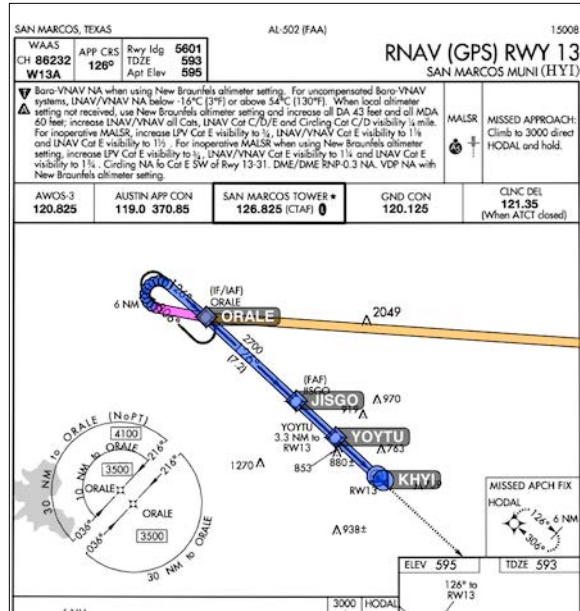 SAN MARCOS, TEXAS
AL-502 (FAA)
15008
WAAS
CH 86232
W13A
APP CRS
126°
Rwy ldg 5601
TDZE 593
Apt Elev 595
RNAV (GPS) RWY 13
SAN MARCOS MUNI (HYI)
Baro-VNAV NA when using New Braunfels altimeter setting. For uncompensated Baro-VNAV
systems, LNAV/VNAV NA below -16°C (3°F) or above 54°C (130°F). When local altimeter
setting not received, use New Braunfels altimeter setting and increase all DA 43 feet and all MDA
60 feet; increase LNAV/VNAV all Cats, LNAV Cat C/D/E and Circling Cat C/D visibility ¼ mile.
For inoperative MALSR, increase LPV Cat E visibility to ¾, LNAV/VNAV Cat E visibility to 1⅛
and LNAV Cat E visibility to 1½. For inoperative MALSR when using New Braunfels altimeter
setting, increase LPV Cat E visibility to ¾, LNAV/VNAV Cat E visibility to 1¼ and LNAV Cat E
visibility to 1¾. Circling NA to Cat E SW of Rwy 13-31. DME/DME RNP-0.3 NA. VDP NA with
New Braunfels altimeter setting.
MALSR
MISSED APPROACH:
Climb to 3000 direct
HODAL and hold.
AWOS-3
120.825
AUSTIN APP CON
119.0 370.85
SAN MARCOS TOWER ★
126.825 (CTAF)
GND CON
120.125
CLNC DEL
121.35
(When ATCT closed)
126°
6 NM
(IF/IAF)
ORALE
ORALE
2049
2700
126°
(7.2)
(FAF)
JISGO
JISGO
970
919
YOYTU
3.3 NM to
RW13
YOYTU
763
853
880±
1270
KHYI
RW13
938±
30 NM to ORALE (NoPT)
4100
216°
10 NM to ORALE
3500
216°
ORALE
ORALE
036°
036°
3500
30 NM to ORALE
MISSED APCH FIX
HODAL
126°
6 NM
306°
ELEV 595
TDZE 593
126° to
RW13
3000
HODAL